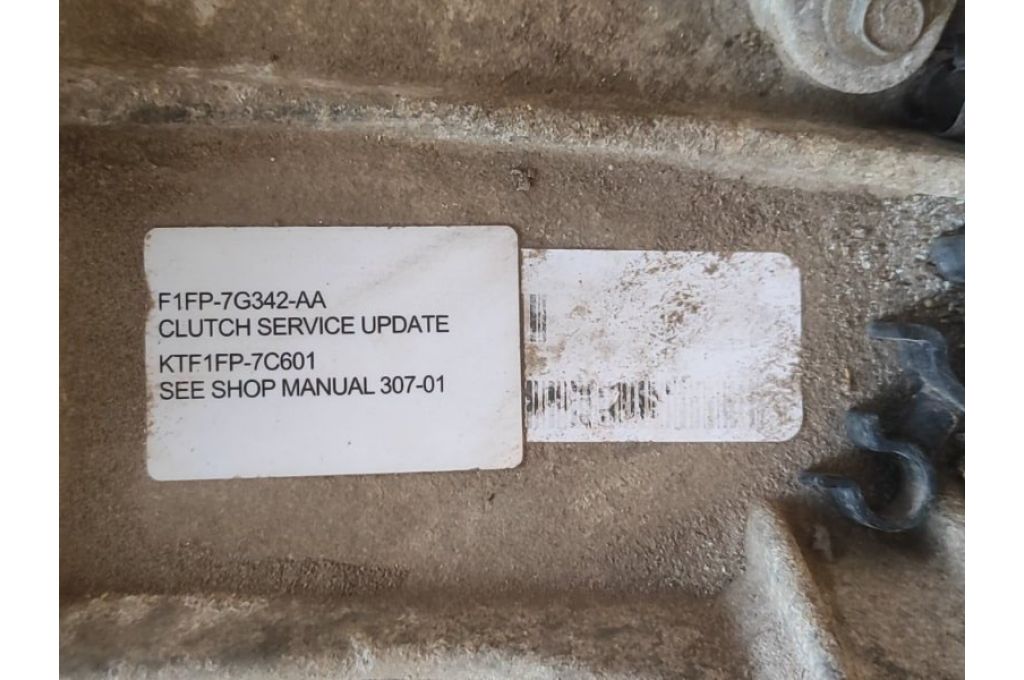 F1FP-7G342-AA
CLUTCH SERVICE UPDATE
KTF1FP-7C601
SEE SHOP MANUAL 307-01